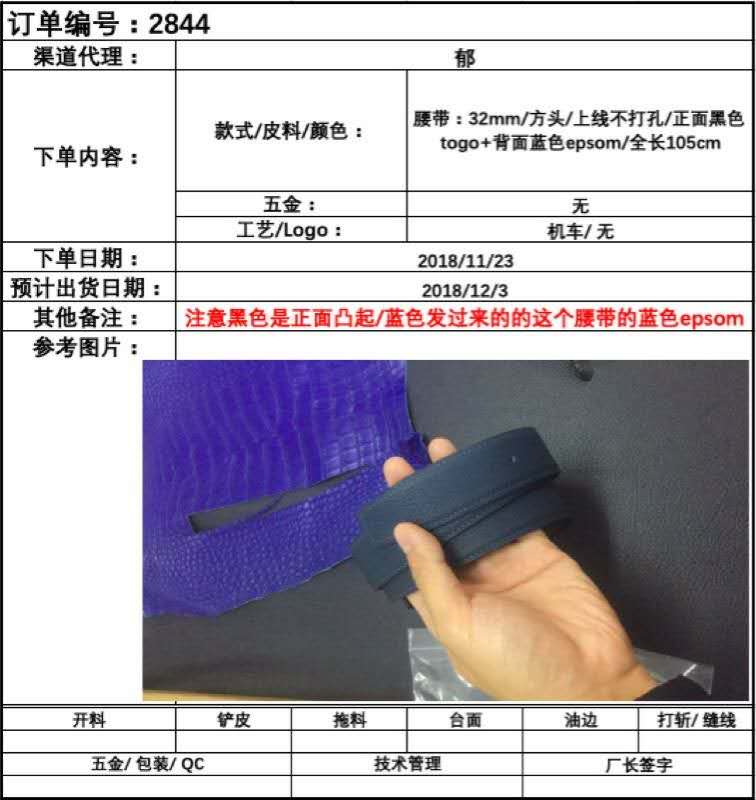 订单编号：2844
渠道代理：
郁
下单内容：
款式/皮料/颜色：
腰带：32mm/方头/上线不打孔/正面黑色
togo+背面蓝色epsom/全长105cm
五金：
无
工艺/Logo：
机车/ 无
下单日期：
2018/11/23
预计出货日期：
2018/12/3
其他备注：
注意黑色是正面凸起/蓝色发过来的的这个腰带的蓝色epsom
参考图片：
开料
铲皮
拖料
台面
油边
打斩/ 缝线
五金/ 包装/ QC
技术管理
厂长签字